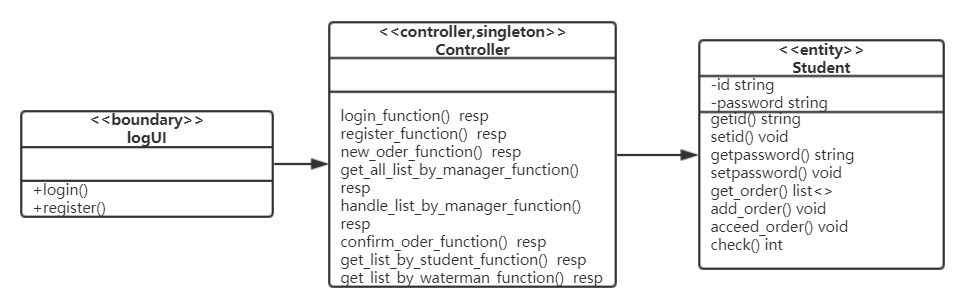 <<boundary>>
logUI
+login()
+register()
<<controller,singleton>>
Controller
login_function()  resp
register_function()  resp
new_oder_function()  resp
get_all_list_by_manager_function()
resp
handle_list_by_manager_function()
resp
confirm_oder_function()  resp
get_list_by_student_function()  resp
get_list_by_waterman_function()  resp
<<entity>>
Student
-id string
-password string
getid() string
setid() void
getpassword() string
setpassword() void
get_order() list<>
add_order() void
acceed_order() void
check() int